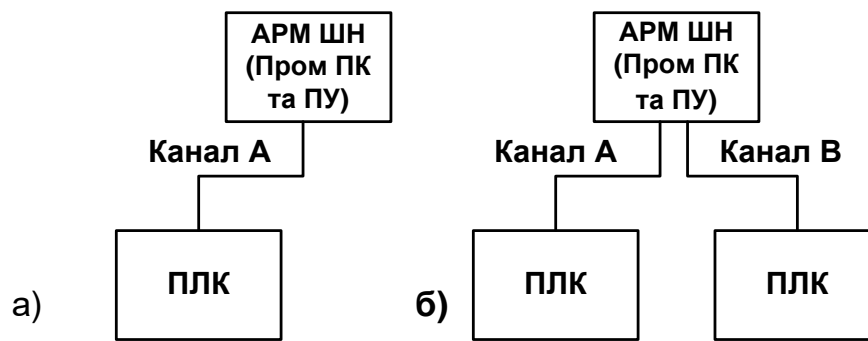 АРМ ШН
(Пром ПК
та ПУ)
Канал А
ПЛК
а)
АРМ ШН
(Пром ПК
та ПУ)
Канал А
Канал В
ПЛК
ПЛК
б)